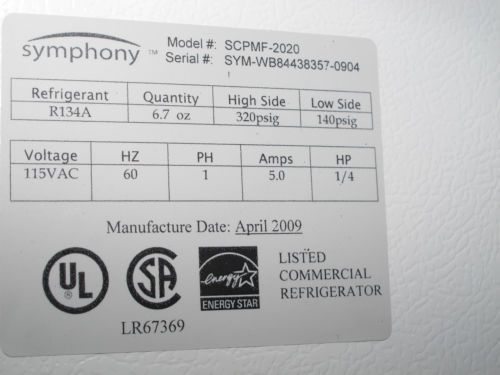 symphony™
Model #: SCPMF-2020
Serial #: SYM-WB84438357-0904
Refrigerant Quantity High Side Low Side
R134A 6.7 oz 320psig 140psig
Voltage HZ PH Amps HP
115VAC 60 1 5.0 1/4
Manufacture Date: April 2009
UL
SA
energy
ENERGY STAR
LISTED
COMMERCIAL
REFRIGERATOR
LR67369